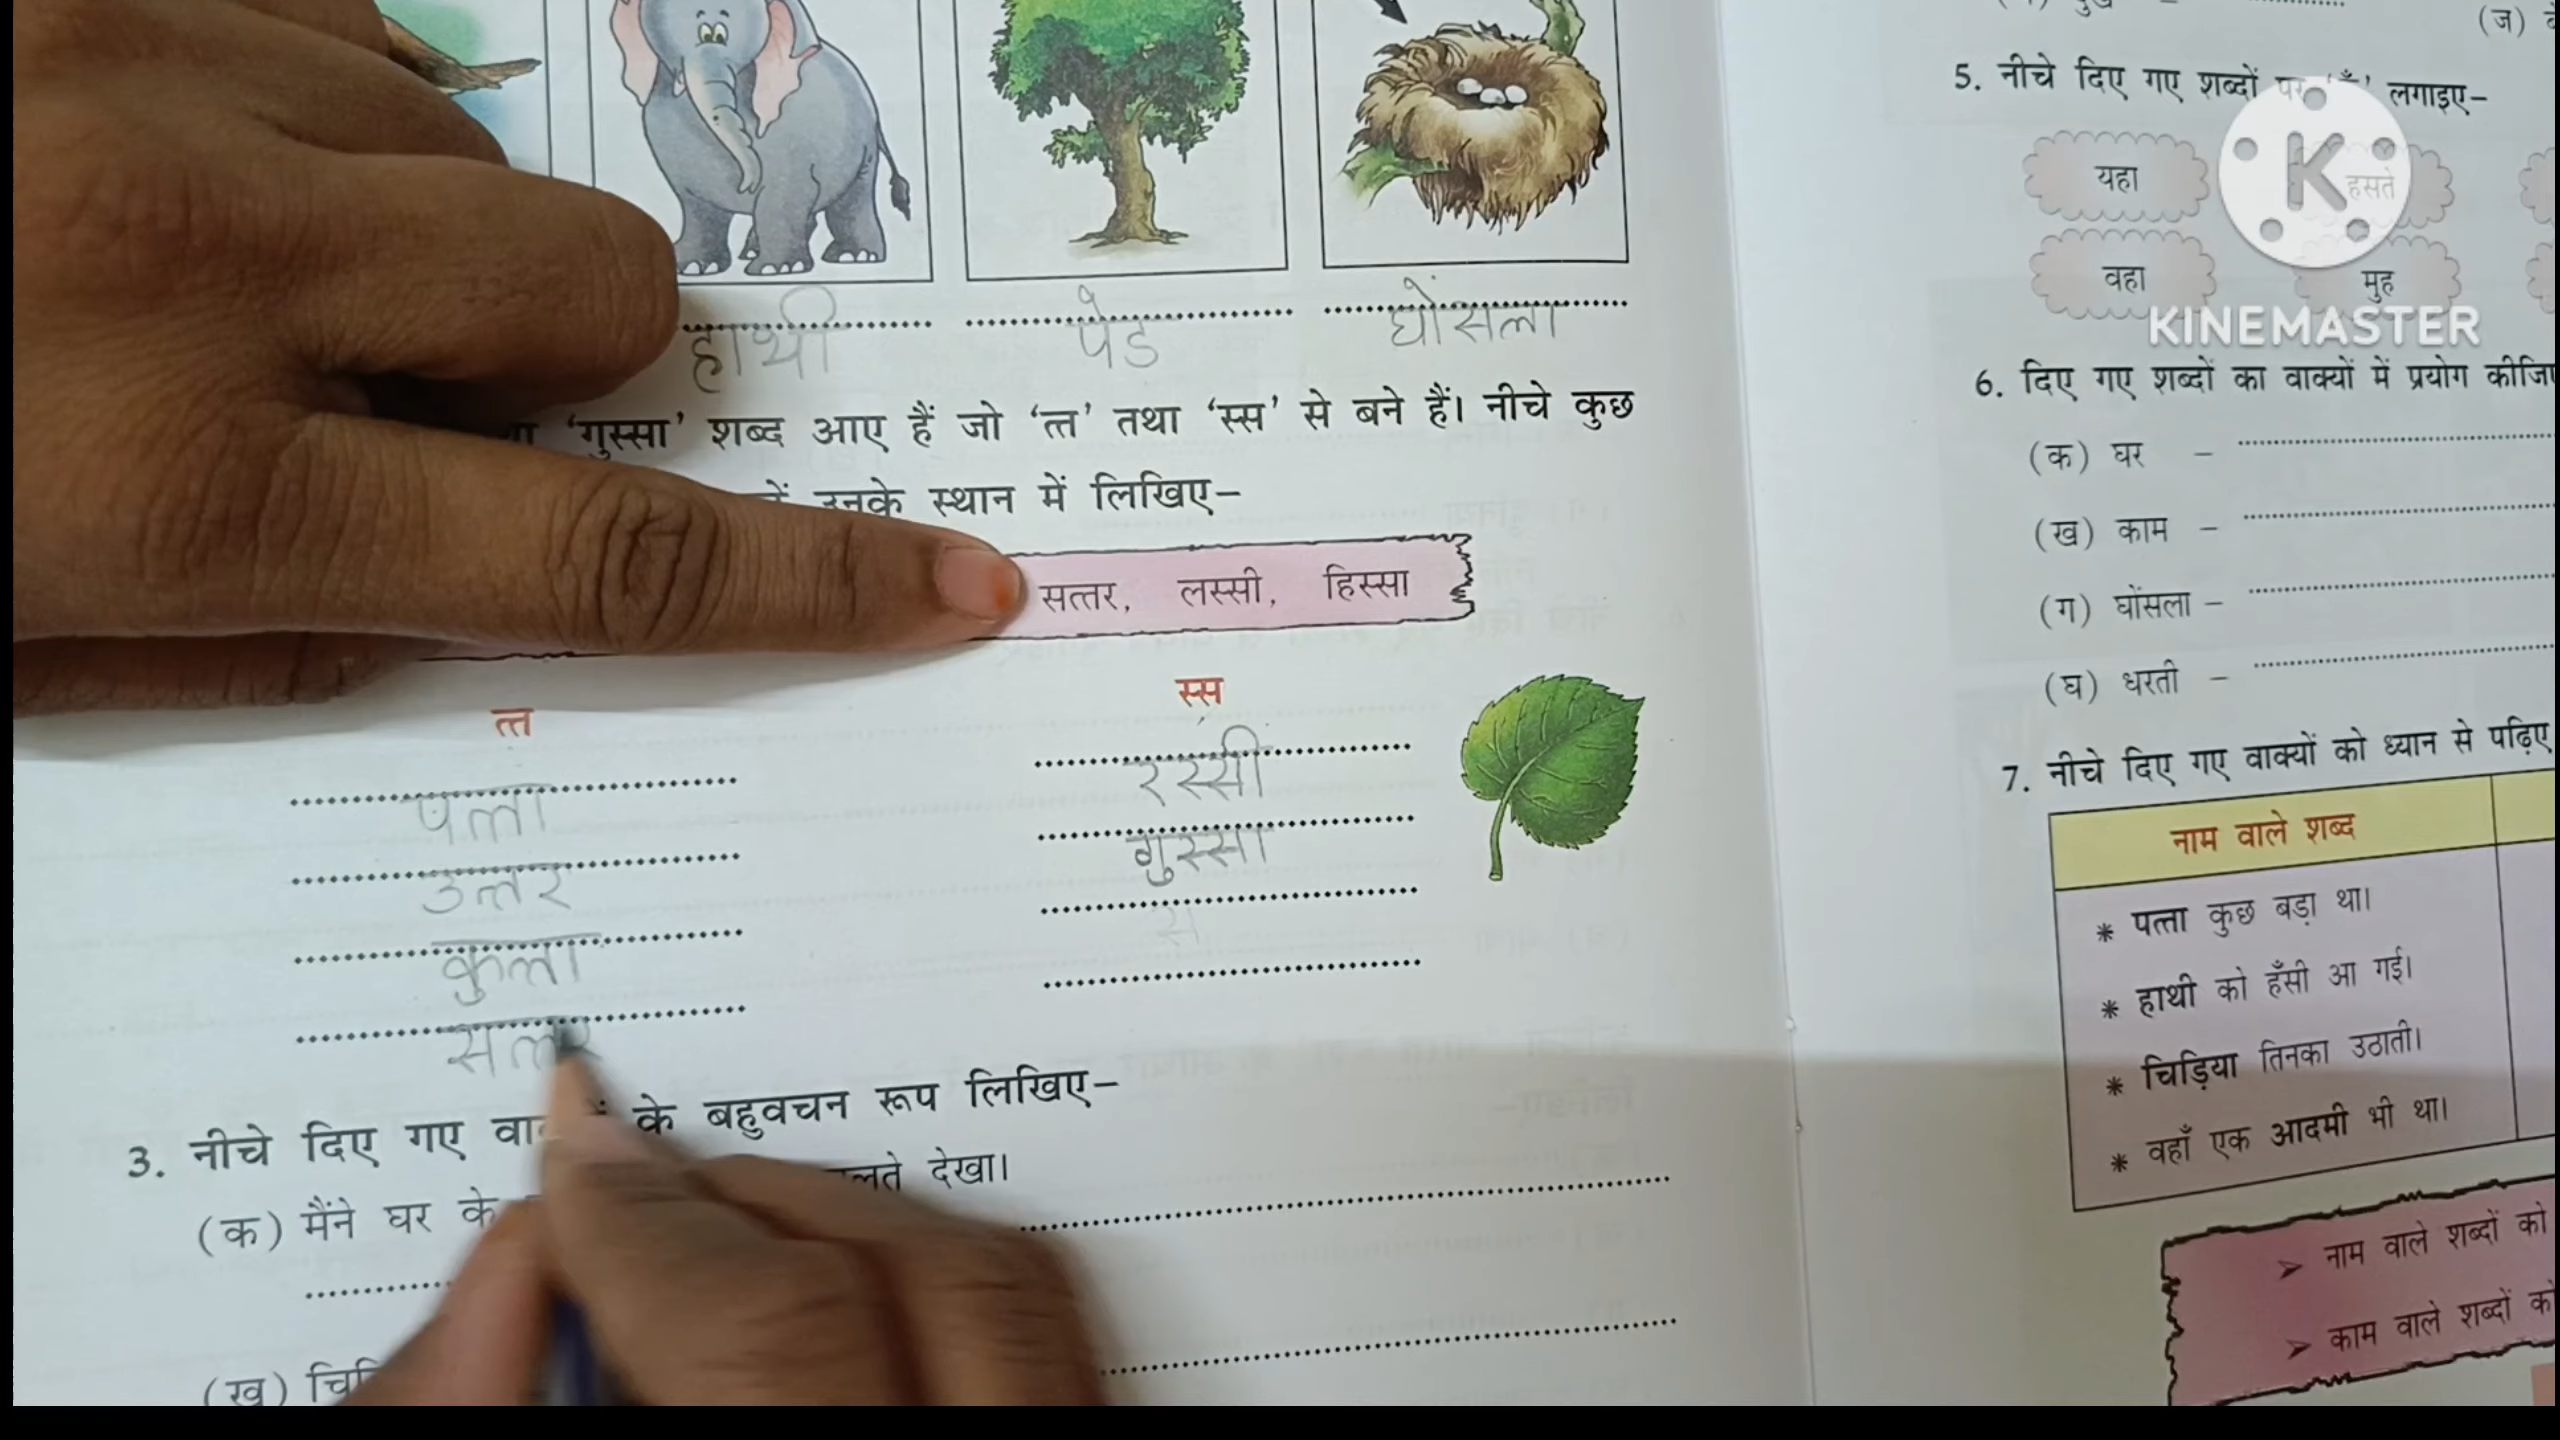 हाथी पेड घोंसला
'गुस्सा' शब्द आए हैं जो 'त्त' तथा 'स्स' से बने हैं। नीचे कुछ
उनके स्थान में लिखिए–
सत्तर, लस्सी, हिस्सा
त्त स्स
पत्ता रस्सी
उत्तर गुस्सा
कुत्ता स
सत्तर
3. नीचे दिए गए के बहुवचन रूप लिखिए–
(क) मैंने घर के देखा।
(ख)
(ज)
5. नीचे दिए गए शब्दों पर 'ँ' लगाइए–
यहा हसते
वहा मुह
K
KINEMASTER
6. दिए गए शब्दों का वाक्यों में प्रयोग
(क) घर –
(ख) काम –
(ग) घोंसला –
(घ) धरती –
7. नीचे दिए गए वाक्यों को ध्यान से पढ़िए
नाम वाले शब्द
* पत्ता कुछ बड़ा था।
* हाथी को हँसी आ गई।
* चिड़िया तिनका उठाती।
* वहाँ एक आदमी भी था।
➢ नाम वाले शब्दों को
➢ काम वाले शब्दों को